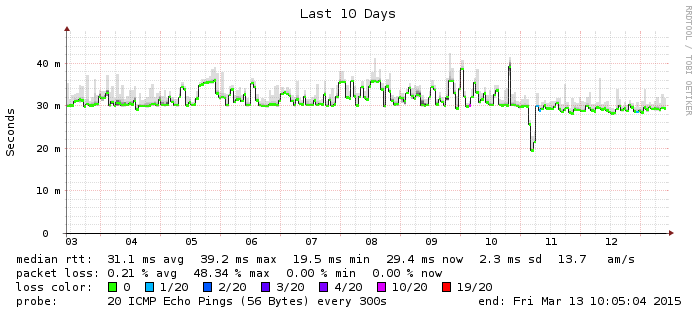 Last 10 Days
RRDTOOL / TOBI OETIKER
Seconds
40 m
30 m
20 m
10 m
0
03 04 05 06 07 08 09 10 11 12
median rtt: 31.1 ms avg 39.2 ms max 19.5 ms min 29.4 ms now 2.3 ms sd 13.7 am/s
packet loss: 0.21 % avg 48.34 % max 0.00 % min 0.00 % now
loss color: 0 1/20 2/20 3/20 4/20 10/20 19/20
probe: 20 ICMP Echo Pings (56 Bytes) every 300s end: Fri Mar 13 10:05:04 2015